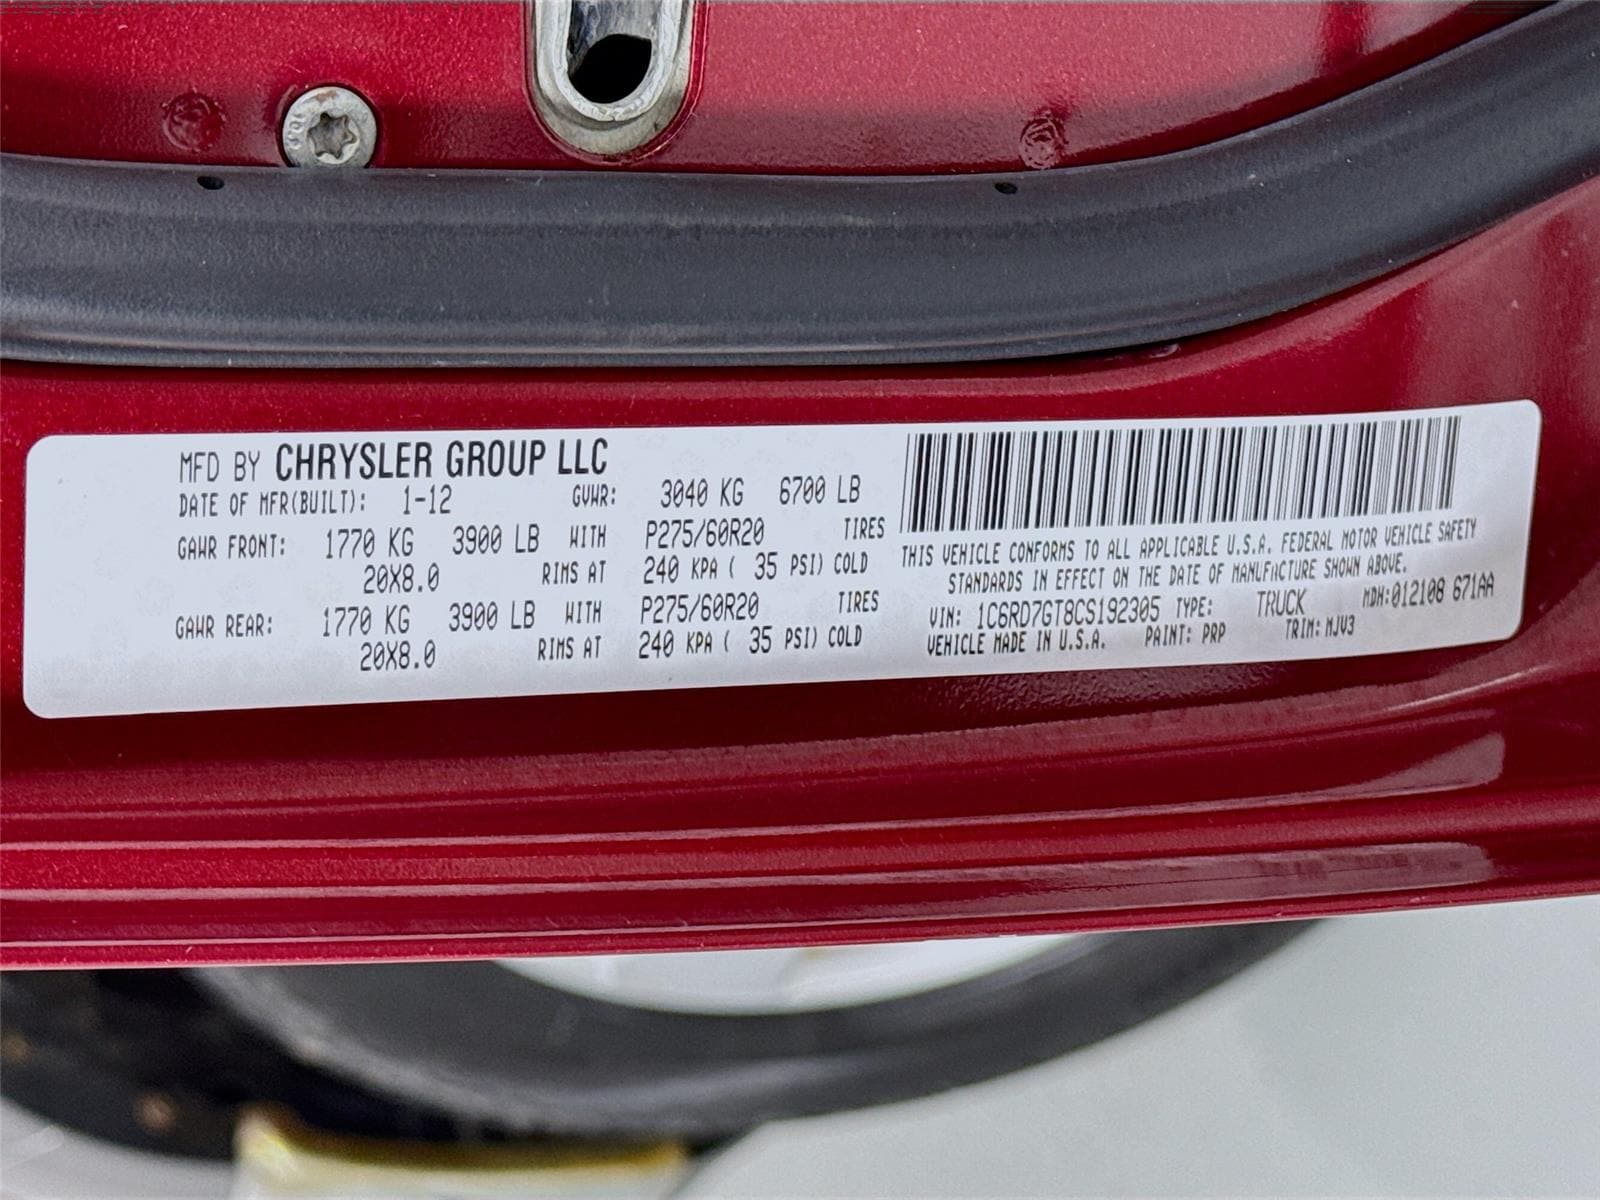 MFD BY CHRYSLER GROUP LLC
DATE OF MFR(BUILT): 1-12 GVWR: 3040 KG 6700 LB
GAWR FRONT: 1770 KG 3900 LB WITH P275/60R20 TIRES
20X8.0 RIMS AT 240 KPA ( 35 PSI) COLD
GAWR REAR: 1770 KG 3900 LB WITH P275/60R20 TIRES
20X8.0 RIMS AT 240 KPA ( 35 PSI) COLD
THIS VEHICLE CONFORMS TO ALL APPLICABLE U.S.A. FEDERAL MOTOR VEHICLE SAFETY
STANDARDS IN EFFECT ON THE DATE OF MANUFACTURE SHOWN ABOVE.
VIN: 1C6RD7GT8CS192305 TYPE: TRUCK MDH:012108 671AA
VEHICLE MADE IN U.S.A. PAINT: PRP TRIM: MJV3